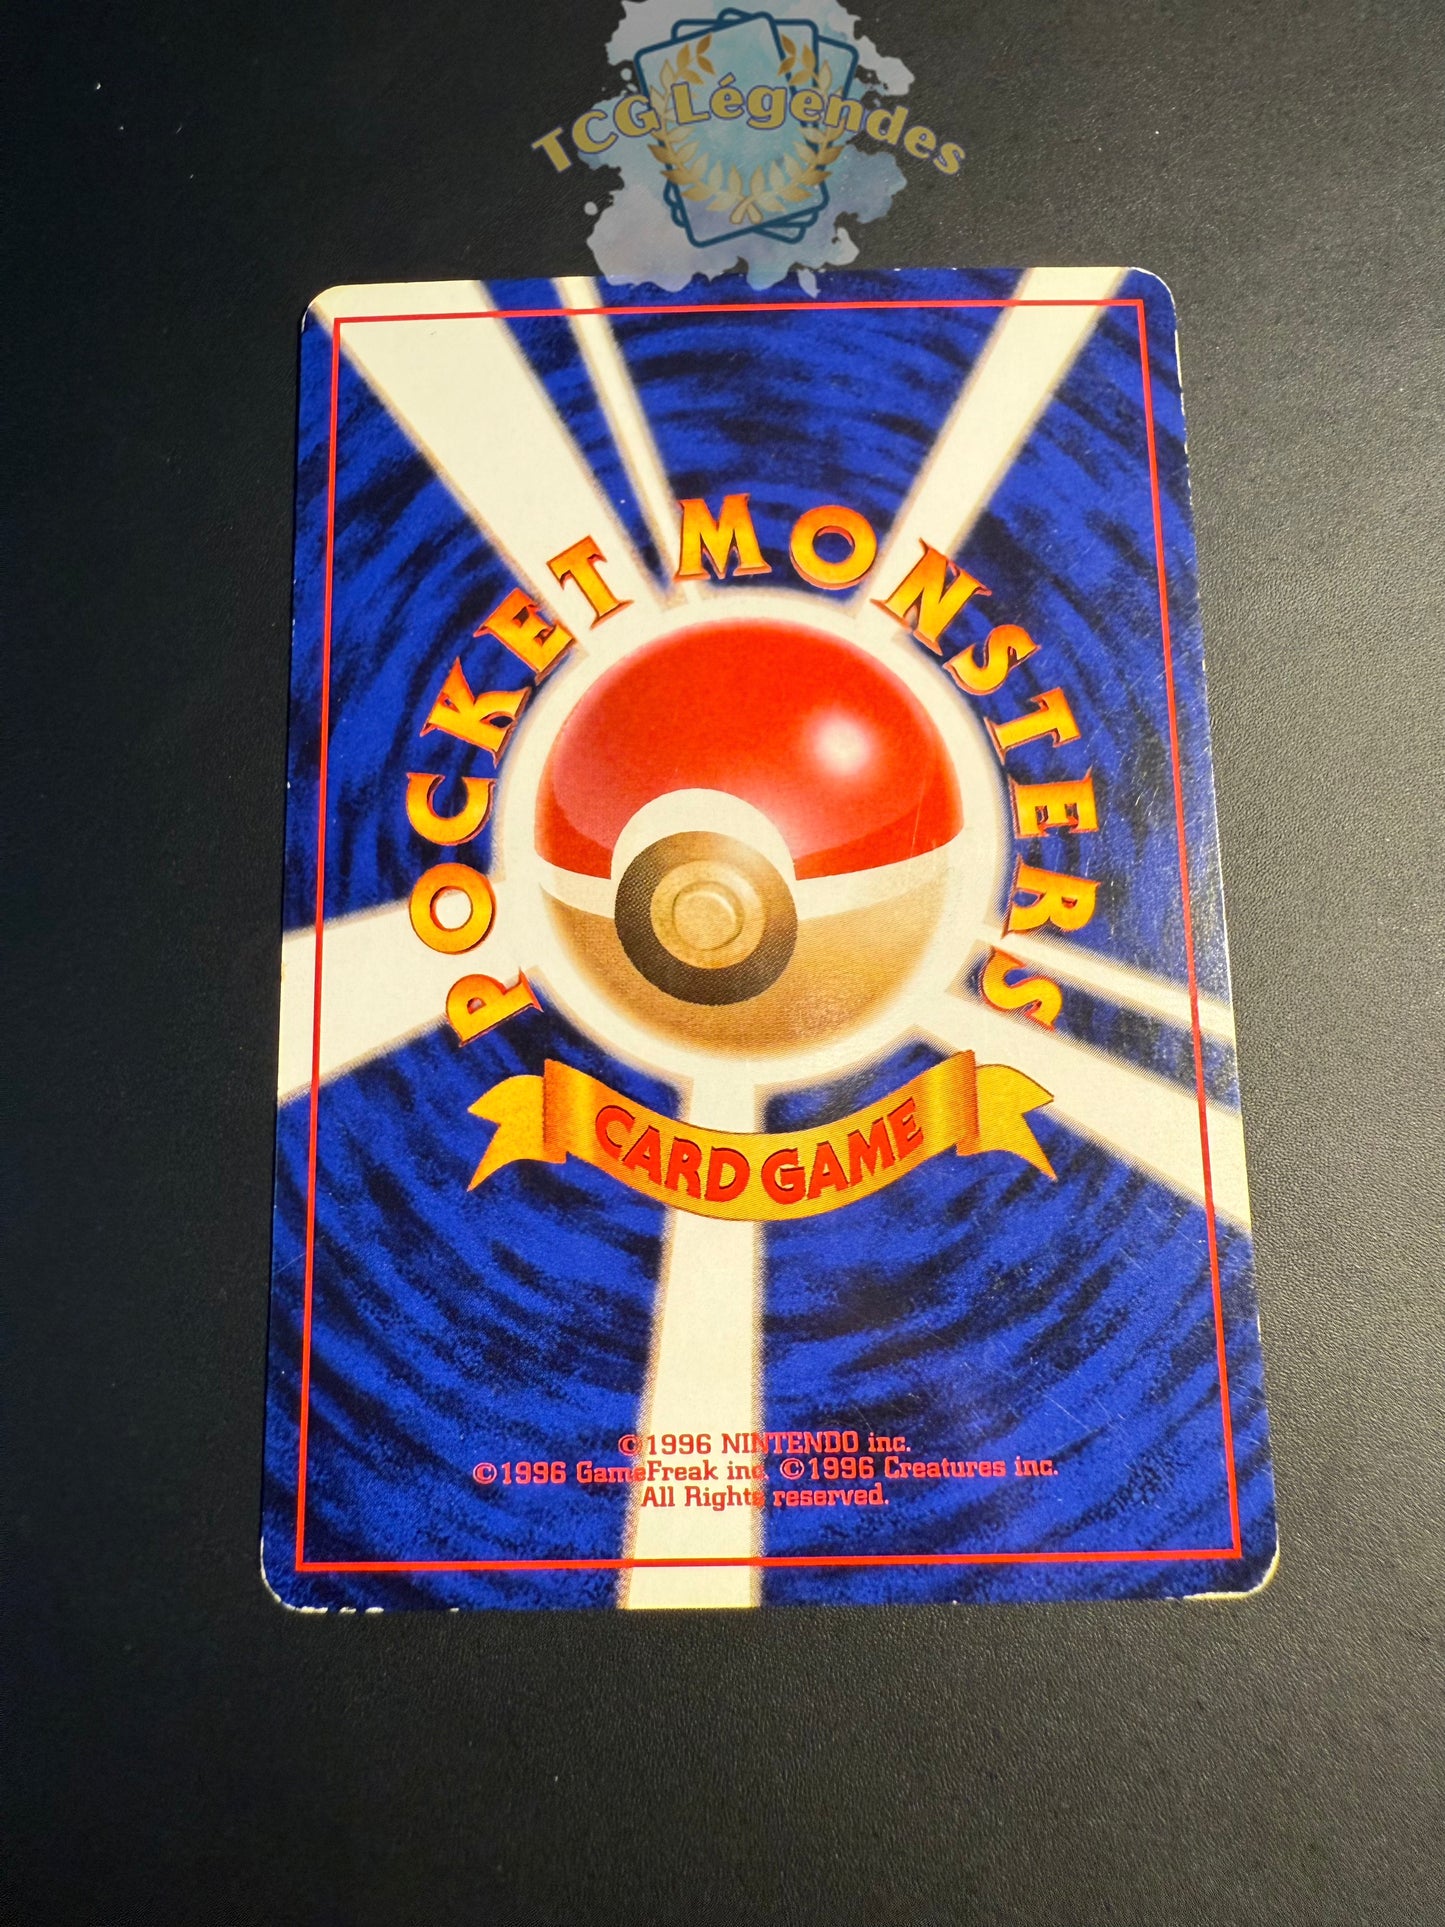 TCG Légendes
POCKET MONSTERS
CARD GAME
©1996 NINTENDO inc.
©1996 GameFreak inc. ©1996 Creatures inc.
All Rights reserved.